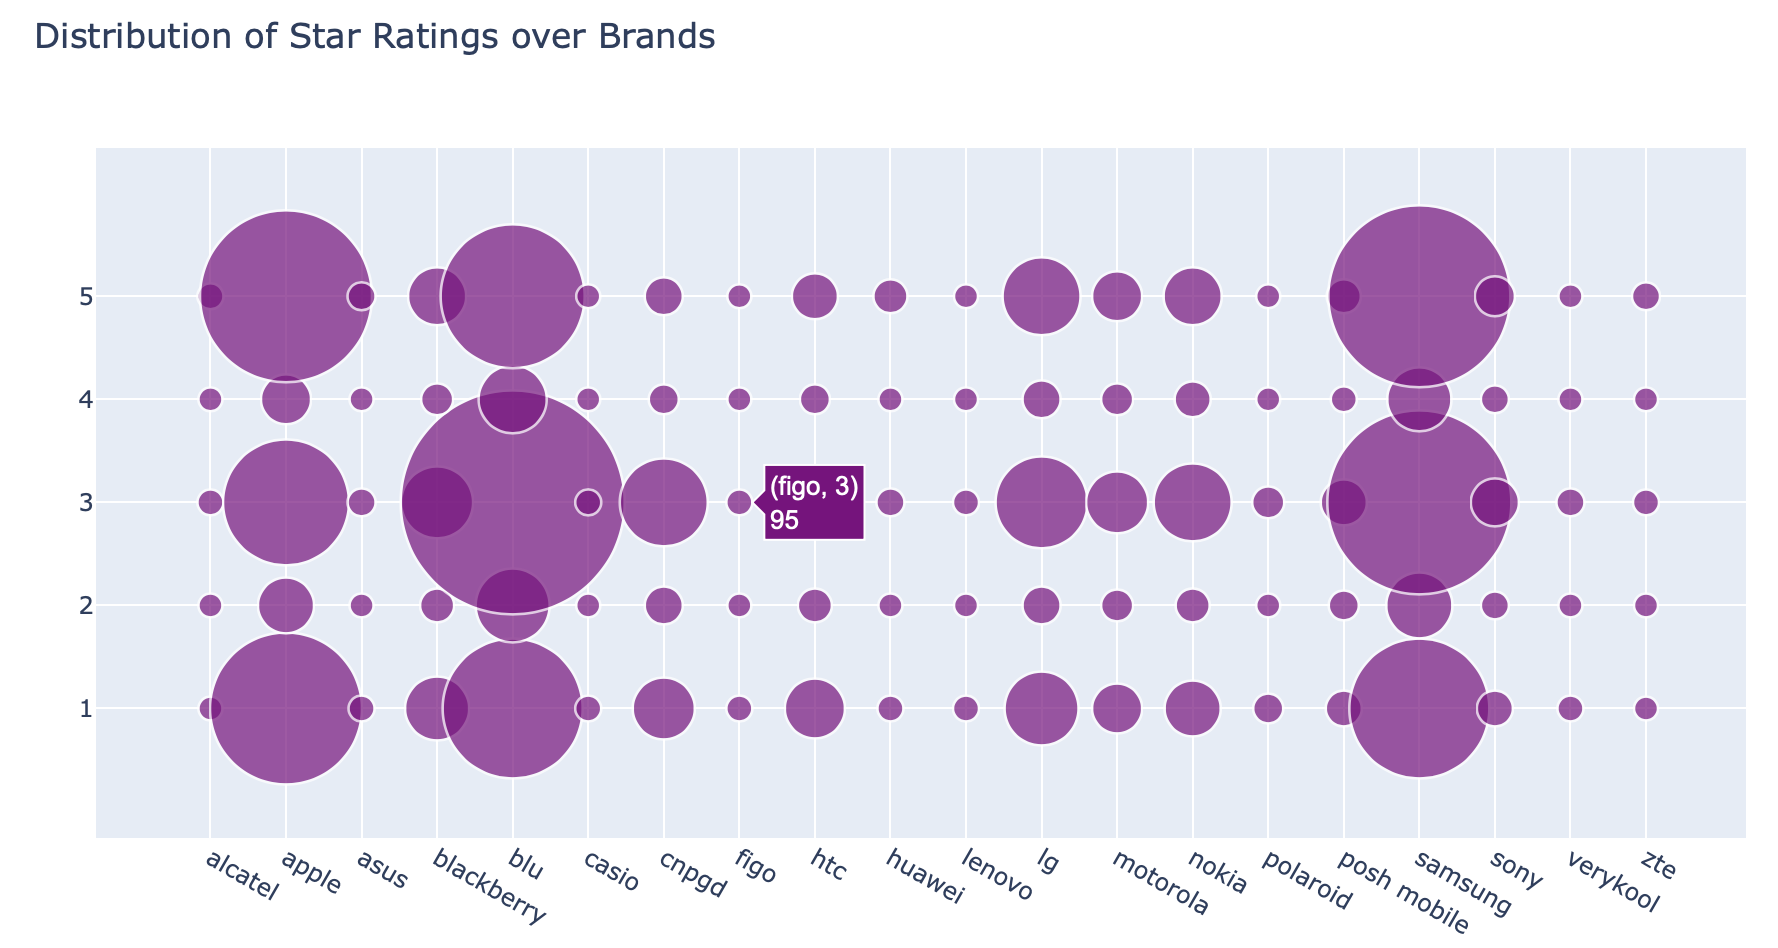 Distribution of Star Ratings over Brands
5
4
3
2
1
(figo, 3)
95
alcatel
apple
asus
blackberry
blu
casio
cnpgd
figo
htc
huawei
lenovo
lg
motorola
nokia
polaroid
posh mobile
samsung
sony
verykool
zte